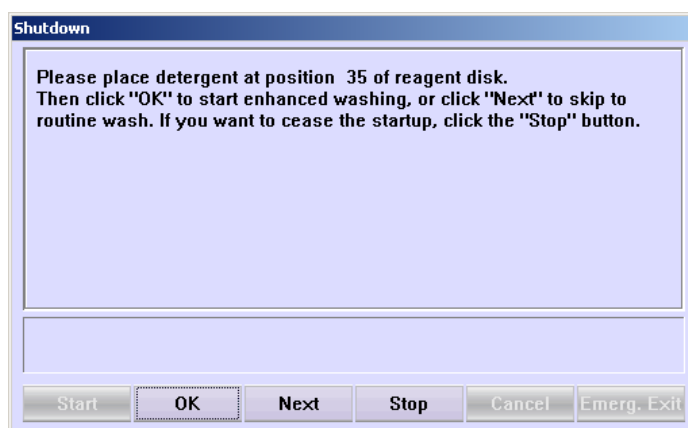 Shutdown
Please place detergent at position  35 of reagent disk.
Then click "OK" to start enhanced washing, or click "Next" to skip to
routine wash. If you want to cease the startup, click the "Stop" button.
Start OK Next Stop Cancel Emerg. Exit